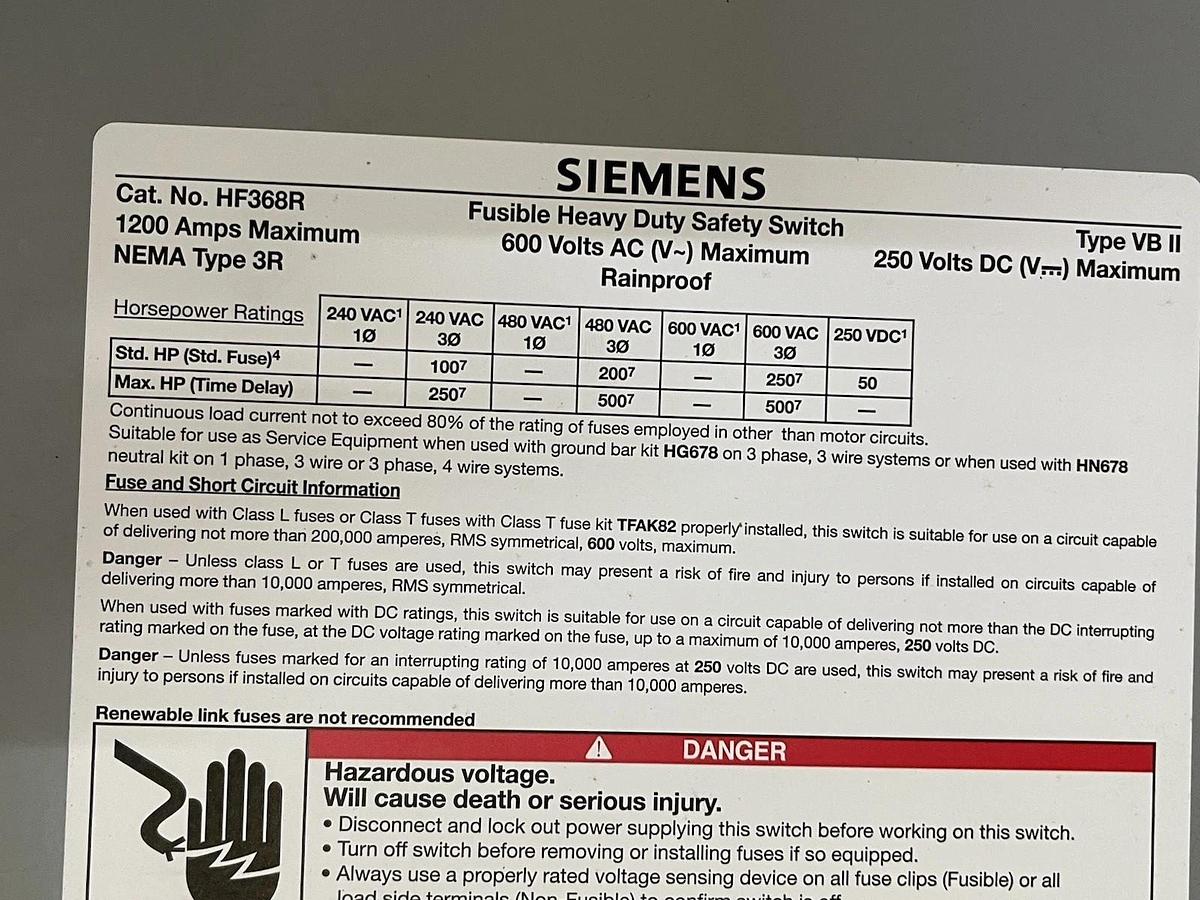 SIEMENS
Cat. No. HF368R
1200 Amps Maximum
NEMA Type 3R
Fusible Heavy Duty Safety Switch
600 Volts AC (V~) Maximum
Rainproof
Type VB II
250 Volts DC (V⎓) Maximum
Horsepower Ratings 240 VAC¹ 1Ø 240 VAC 3Ø 480 VAC¹ 1Ø 480 VAC 3Ø 600 VAC¹ 1Ø 600 VAC 3Ø 250 VDC¹
Std. HP (Std. Fuse)⁴ — 100⁷ — 200⁷ — 250⁷ 50
Max. HP (Time Delay) — 250⁷ — 500⁷ — 500⁷ —
Continuous load current not to exceed 80% of the rating of fuses employed in other than motor circuits.
Suitable for use as Service Equipment when used with ground bar kit HG678 on 3 phase, 3 wire systems or when used with HN678
neutral kit on 1 phase, 3 wire or 3 phase, 4 wire systems.
Fuse and Short Circuit Information
When used with Class L fuses or Class T fuses with Class T fuse kit TFAK82 properly installed, this switch is suitable for use on a circuit capable
of delivering not more than 200,000 amperes, RMS symmetrical, 600 volts, maximum.
Danger – Unless class L or T fuses are used, this switch may present a risk of fire and injury to persons if installed on circuits capable of
delivering more than 10,000 amperes, RMS symmetrical.
When used with fuses marked with DC ratings, this switch is suitable for use on a circuit capable of delivering not more than the DC interrupting
rating marked on the fuse, at the DC voltage rating marked on the fuse, up to a maximum of 10,000 amperes, 250 volts DC.
Danger – Unless fuses marked for an interrupting rating of 10,000 amperes at 250 volts DC are used, this switch may present a risk of fire and
injury to persons if installed on circuits capable of delivering more than 10,000 amperes.
Renewable link fuses are not recommended
DANGER
Hazardous voltage.
Will cause death or serious injury.
• Disconnect and lock out power supplying this switch before working on this switch.
• Turn off switch before removing or installing fuses if so equipped.
• Always use a properly rated voltage sensing device on all fuse clips (Fusible) or all
load side terminals (Non-Fusible) to confirm switch is off.